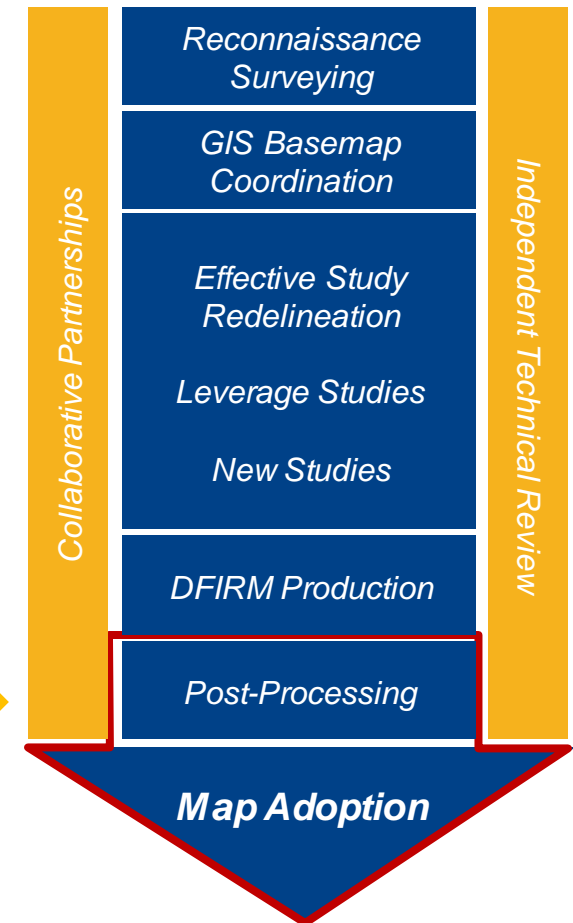 Reconnaissance
Surveying
GIS Basemap
Coordination
Effective Study
Redelineation
Leverage Studies
New Studies
DFIRM Production
Post-Processing
Map Adoption
Collaborative Partnerships
Independent Technical Review